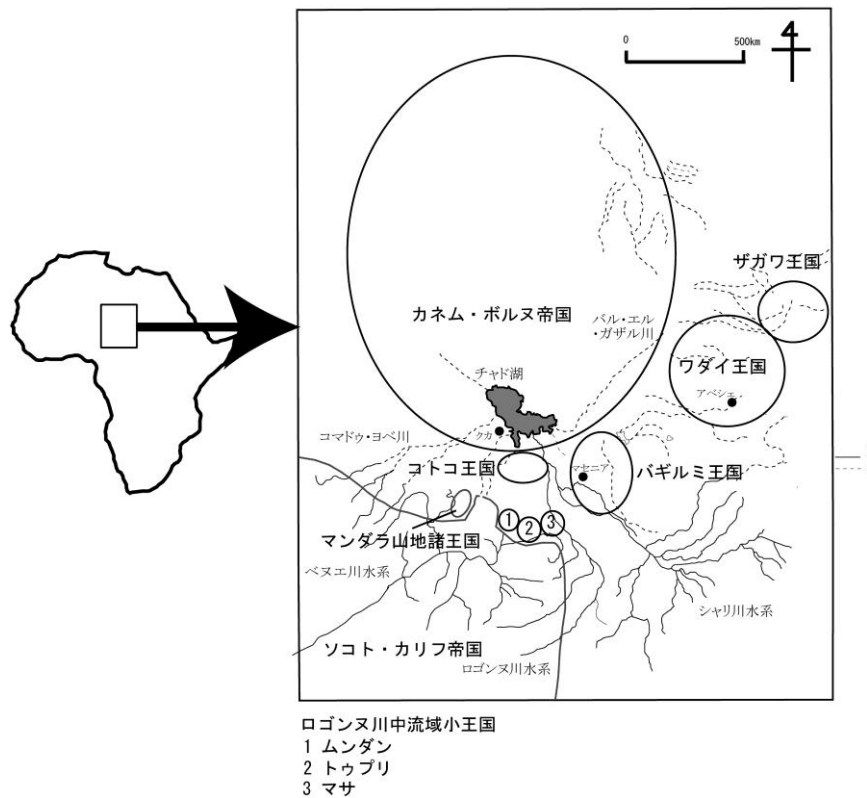 0
500km
ザガワ王国
カネム・ボルヌ帝国
バル・エル
・ガザル川
ワダイ王国
アベシェ
チャド湖
クカ
コマドゥ・ヨベ川
コトコ王国
マセニア
バギルミ王国
1
2
3
マンダラ山地諸王国
ベヌエ川水系
シャリ川水系
ソコト・カリフ帝国
ロゴンヌ川水系
ロゴンヌ川中流域小王国
1 ムンダン
2 トゥプリ
3 マサ